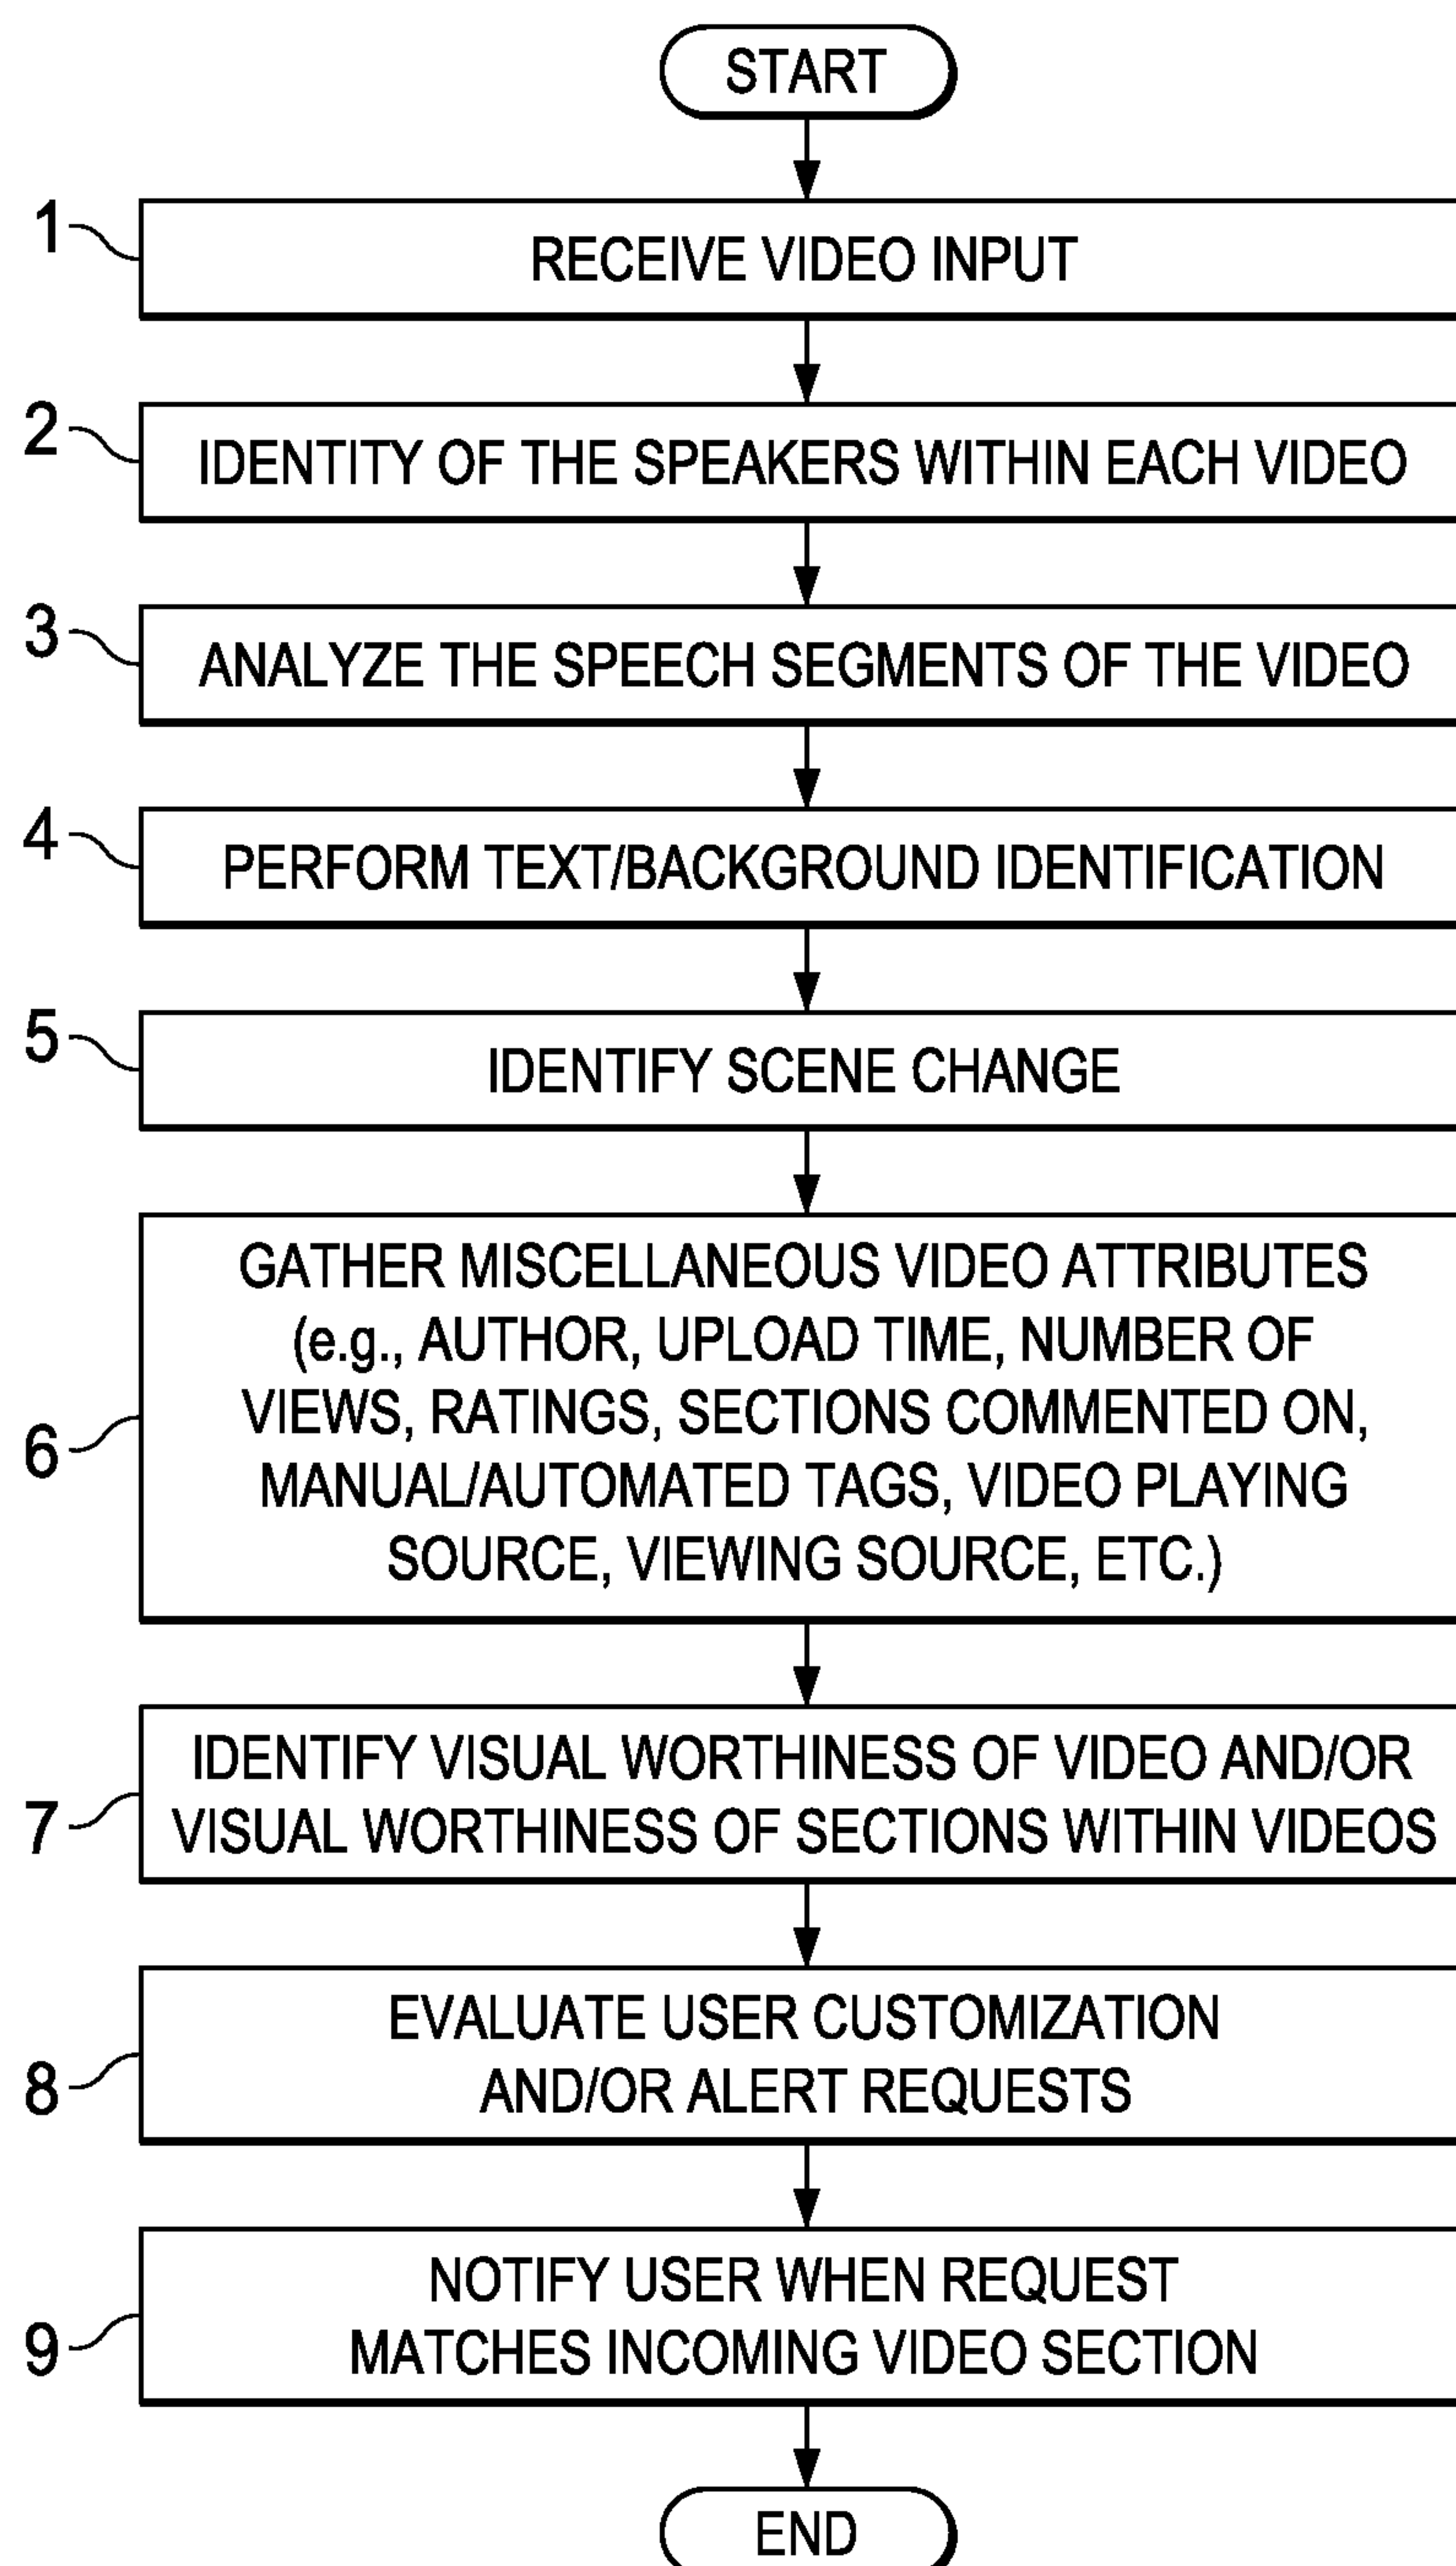 START
1
RECEIVE VIDEO INPUT
2
IDENTITY OF THE SPEAKERS WITHIN EACH VIDEO
3
ANALYZE THE SPEECH SEGMENTS OF THE VIDEO
4
PERFORM TEXT/BACKGROUND IDENTIFICATION
5
IDENTIFY SCENE CHANGE
6
GATHER MISCELLANEOUS VIDEO ATTRIBUTES
(e.g., AUTHOR, UPLOAD TIME, NUMBER OF
VIEWS, RATINGS, SECTIONS COMMENTED ON,
MANUAL/AUTOMATED TAGS, VIDEO PLAYING
SOURCE, VIEWING SOURCE, ETC.)
7
IDENTIFY VISUAL WORTHINESS OF VIDEO AND/OR
VISUAL WORTHINESS OF SECTIONS WITHIN VIDEOS
8
EVALUATE USER CUSTOMIZATION
AND/OR ALERT REQUESTS
9
NOTIFY USER WHEN REQUEST
MATCHES INCOMING VIDEO SECTION
END